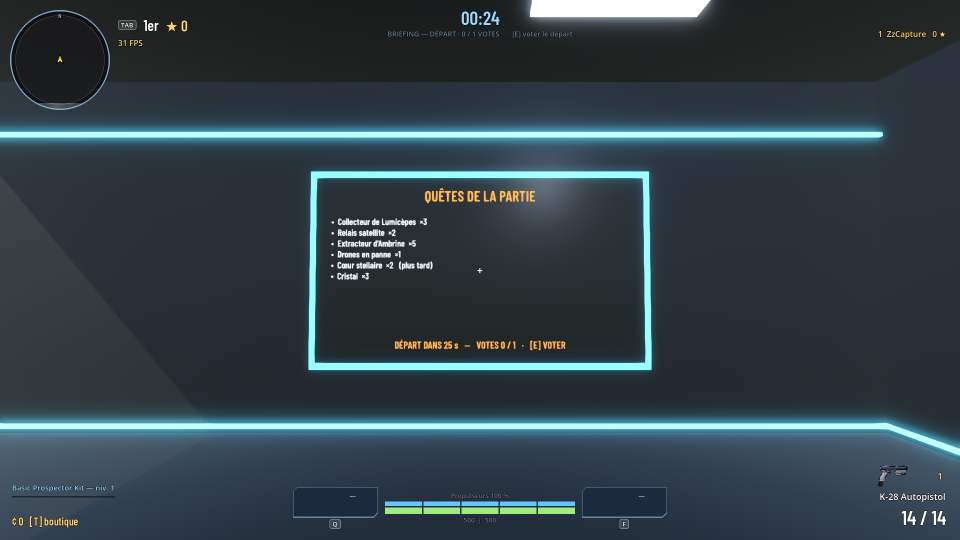 N
TAB 1er ★ 0
31 FPS
00:24
BRIEFING — DÉPART : 0 / 1 VOTES [E] voter le départ
1 ZzCapture 0 ★
A
QUÊTES DE LA PARTIE
• Collecteur de Lumicèpes ×3
• Relais satellite ×2
• Extracteur d'Ambrine ×5
• Drones en panne ×1
• Cœur stellaire ×2 (plus tard)
• Cristal ×3
DÉPART DANS 25 s — VOTES 0 / 1 · [E] VOTER
Basic Prospector Kit — niv. 1
¢ 0 [T] boutique
—
Q
Propulseurs 100 %
500 | 500
—
F
1
K-28 Autopistol
14 / 14